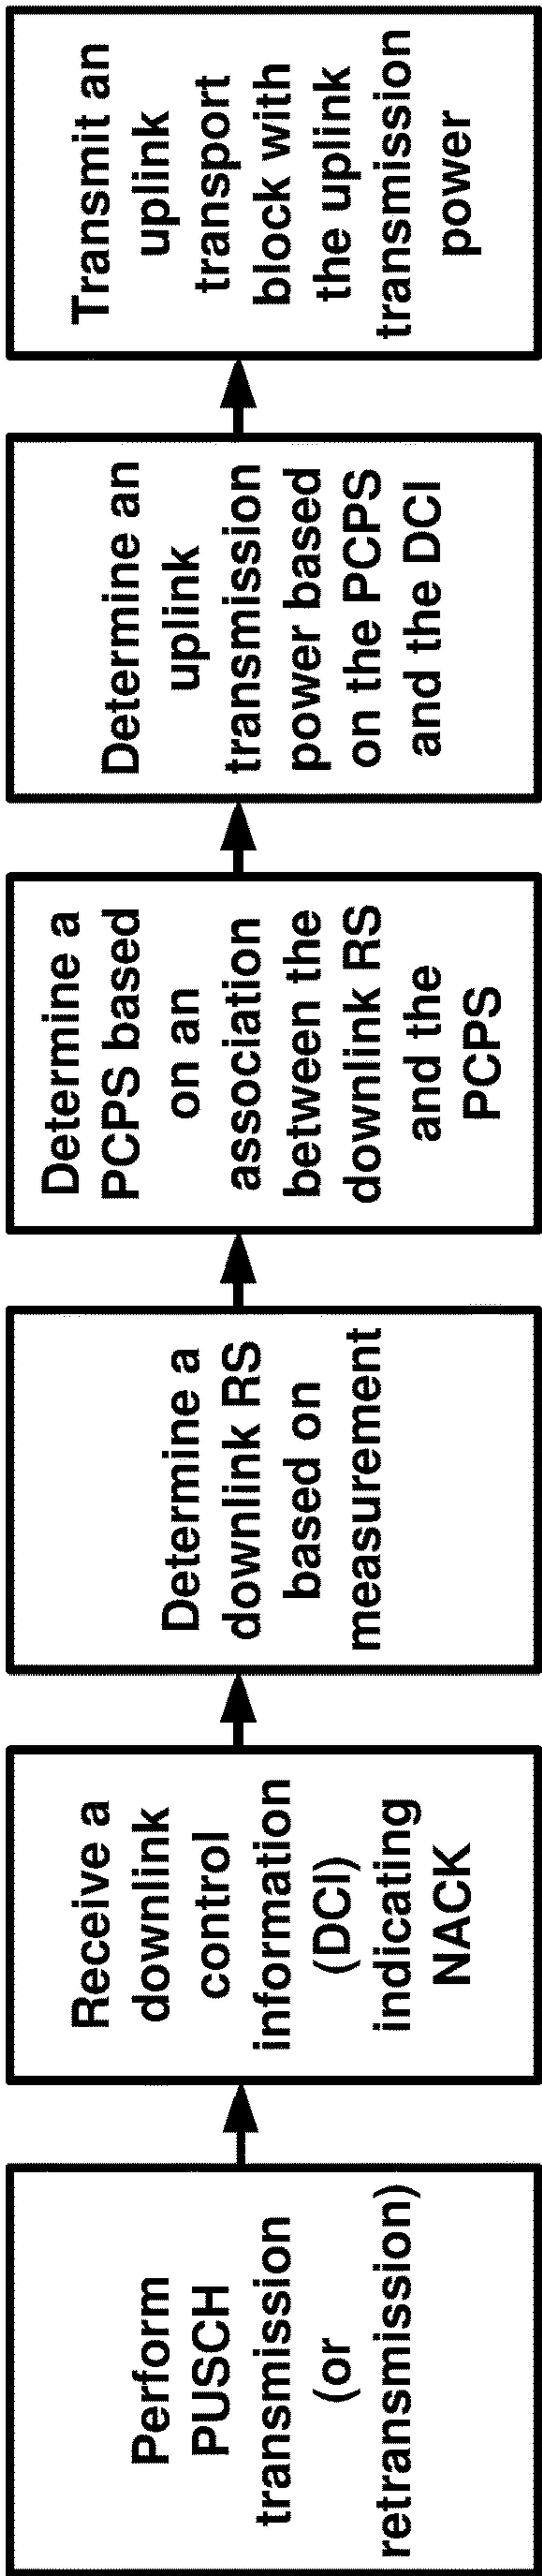 Perform
PUSCH
transmission
(or
retransmission)
Receive a
downlink
control
information
(DCI)
indicating
NACK
Determine a
downlink RS
based on
measurement
Determine a
PCPS based
on an
association
between the
downlink RS
and the
PCPS
Determine an
uplink
transmission
power based
on the PCPS
and the DCI
Transmit an
uplink
transport
block with
the uplink
transmission
power